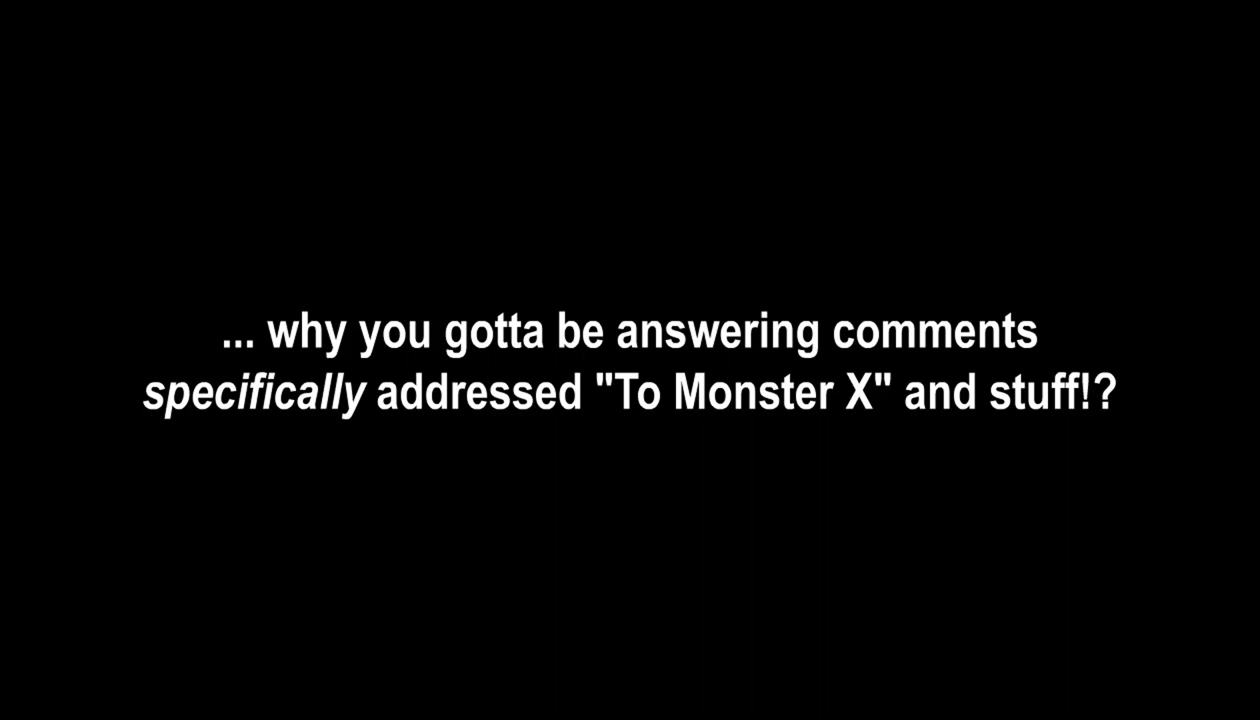 ... why you gotta be answering comments
specifically addressed "To Monster X" and stuff!?